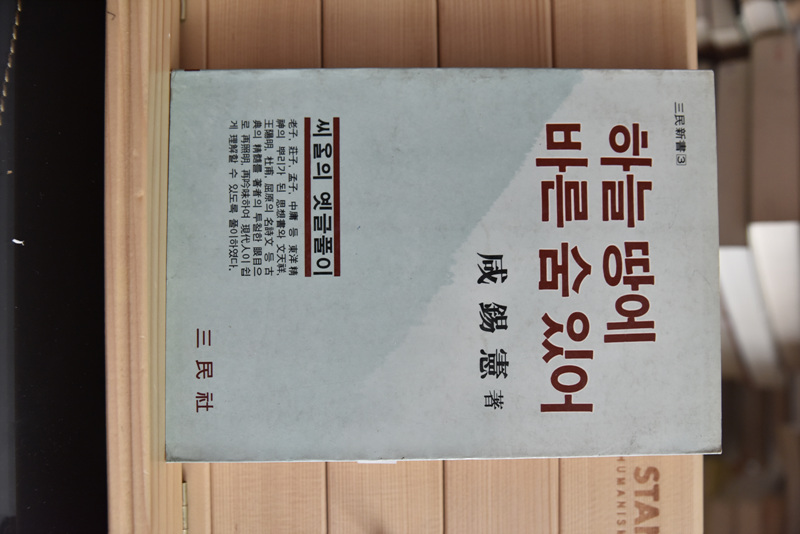 三民新書 3
하늘 땅에
바른 숨 있어
咸錫憲 著
씨올의 옛글풀이
老子, 莊子, 孟子, 中庸 등 東洋精
神의 뿌리가 된 思想書와 文天祥,
王陽明, 杜甫, 屈原의 名詩文 등 古
典의 精髓를 著者의 투철한 眼目으
로 再照明, 再吟味하여 現代人이 쉽
게 理解할 수 있도록 풀이하였다.
三民社
STAN
HUMANISM